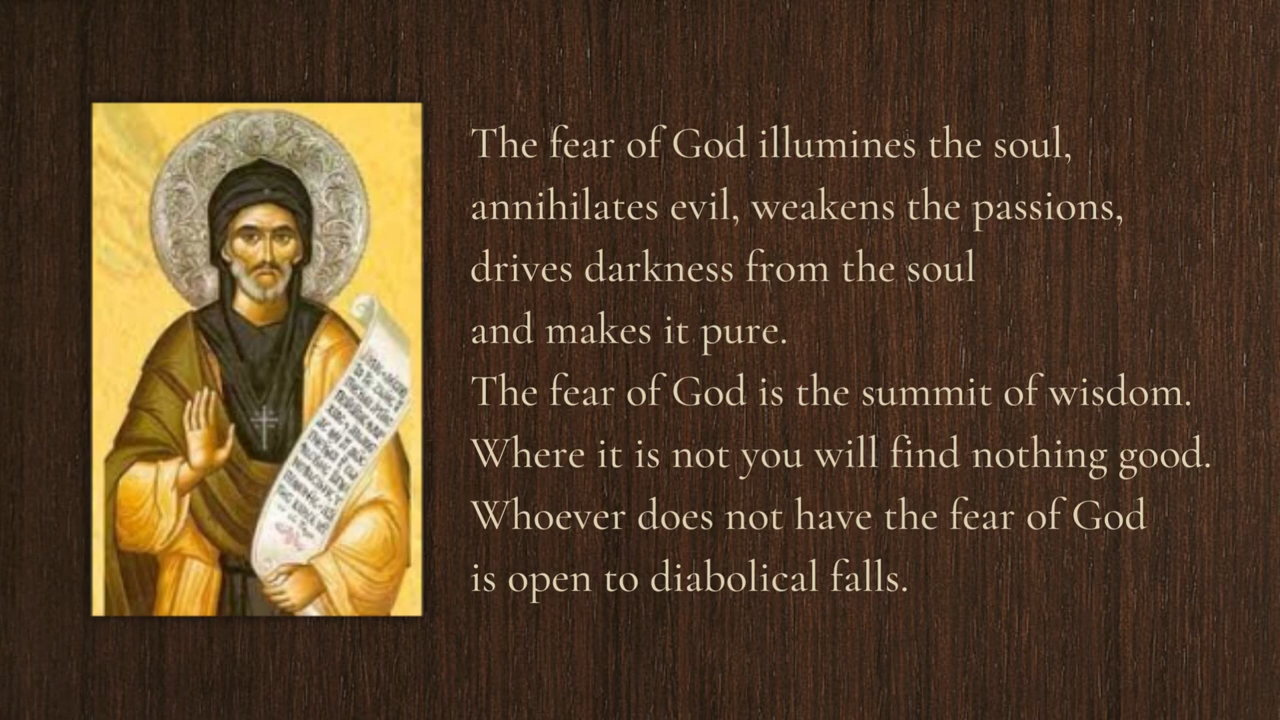 The fear of God illumines the soul,
annihilates evil, weakens the passions,
drives darkness from the soul
and makes it pure.
The fear of God is the summit of wisdom.
Where it is not you will find nothing good.
Whoever does not have the fear of God
is open to diabolical falls.